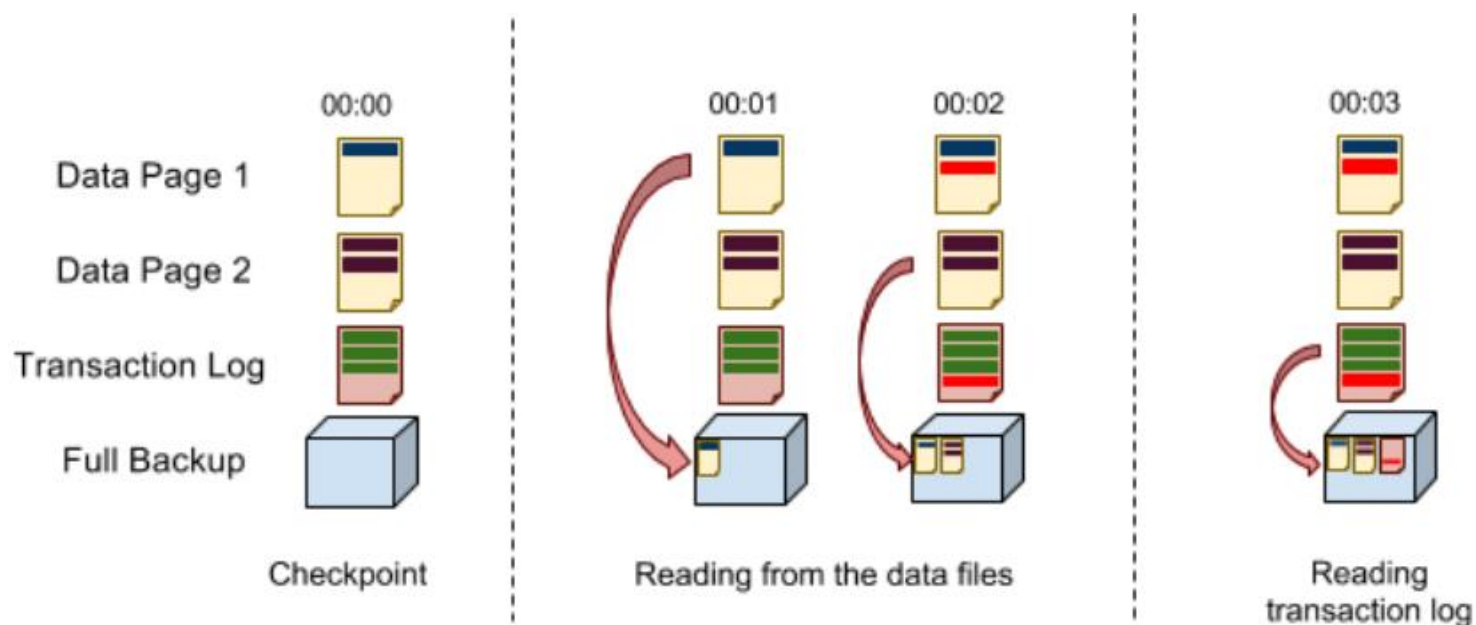 00:00
00:01
00:02
00:03
Data Page 1
Data Page 2
Transaction Log
Full Backup
Checkpoint
Reading from the data files
Reading
transaction log